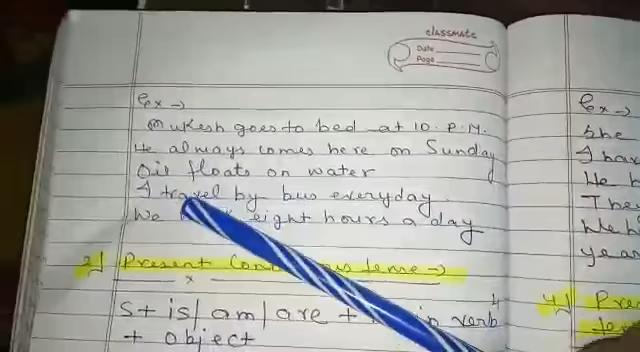 classmate
Date
Page
Ex →
Mukesh goes to bed at 10. P.M.
He always comes here on Sunday
Oil floats on water
I travel by bus everyday.
We eight hours a day
2] Present tense →
x
S + is/am/are + verb
+ object
Ex →
She
I hav
He h
The
We h
year
4] Pre